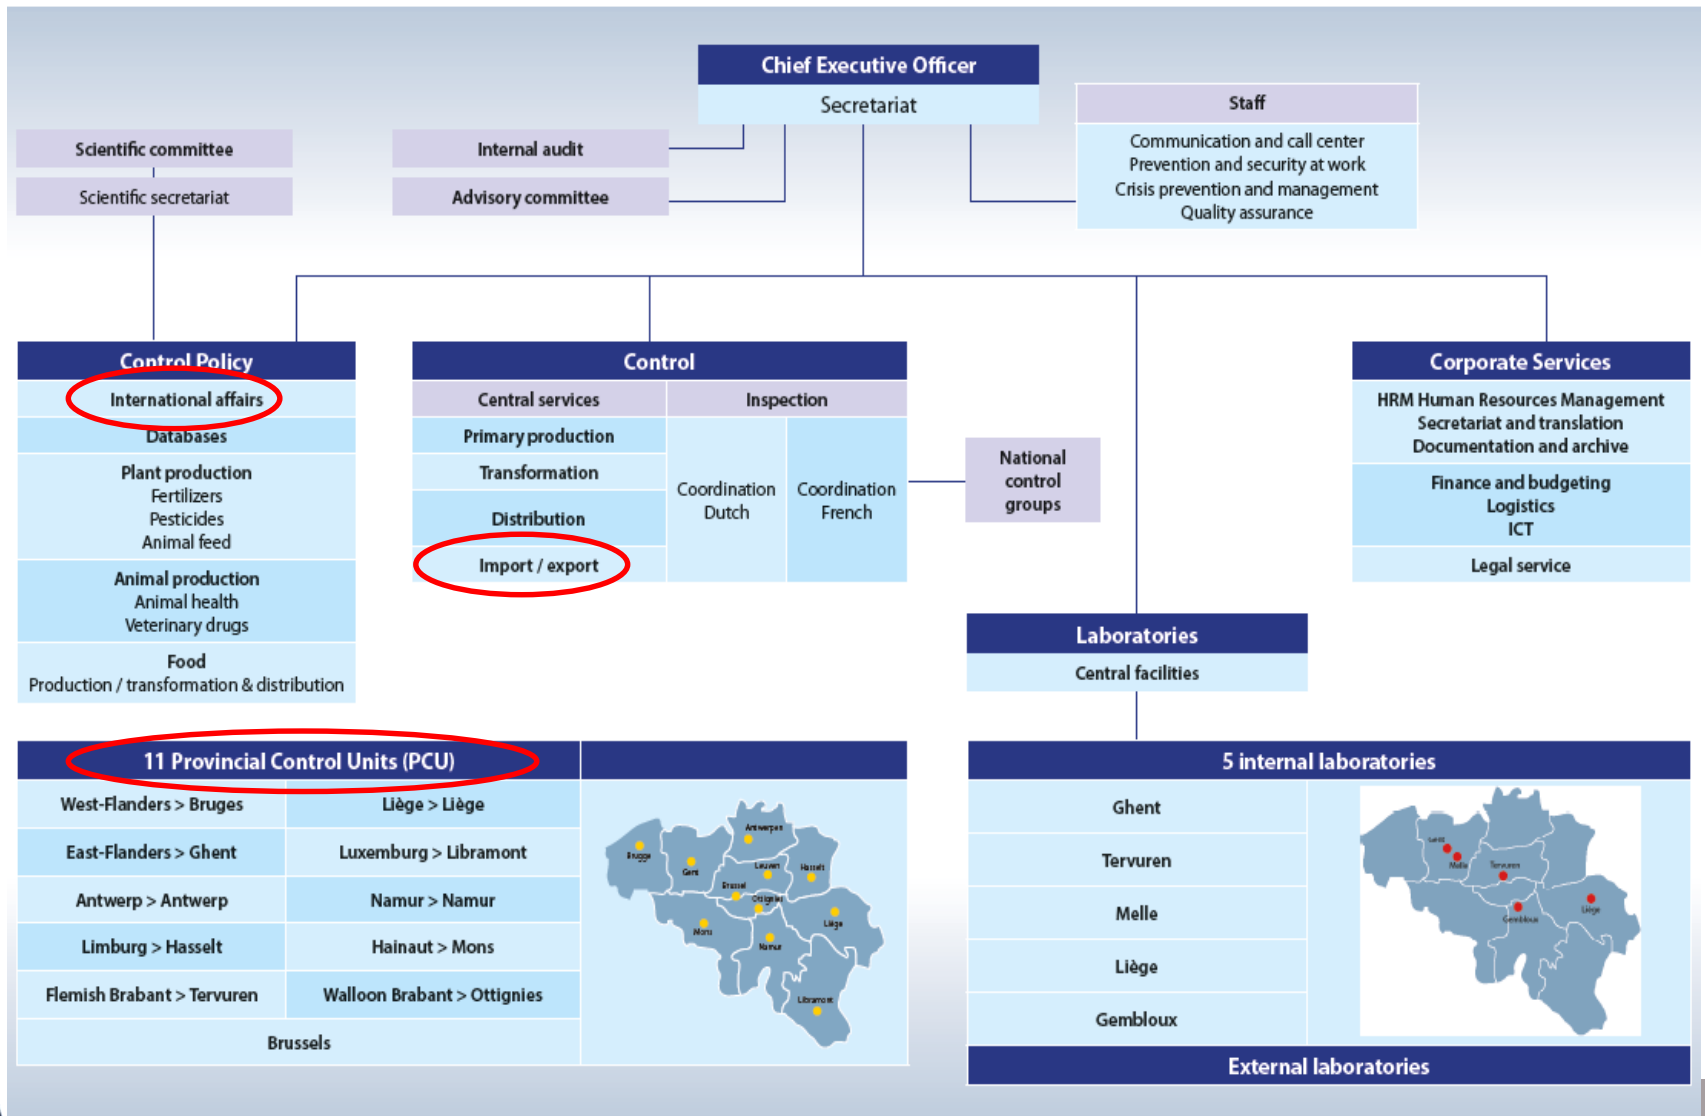 Chief Executive Officer
Secretariat
Staff
Communication and call center
Prevention and security at work
Crisis prevention and management
Quality assurance
Scientific committee
Scientific secretariat
Internal audit
Advisory committee
Control Policy
International affairs
Databases
Plant production
Fertilizers
Pesticides
Animal feed
Animal production
Animal health
Veterinary drugs
Food
Production / transformation & distribution
Control
Central services
Inspection
Primary production
Transformation
Distribution
Import / export
Coordination
Dutch
Coordination
French
National
control
groups
Corporate Services
HRM Human Resources Management
Secretariat and translation
Documentation and archive
Finance and budgeting
Logistics
ICT
Legal service
Laboratories
Central facilities
11 Provincial Control Units (PCU)
West-Flanders > Bruges
Liège > Liège
East-Flanders > Ghent
Luxemburg > Libramont
Antwerp > Antwerp
Namur > Namur
Limburg > Hasselt
Hainaut > Mons
Flemish Brabant > Tervuren
Walloon Brabant > Ottignies
Brussels
Antwerpen
Brugge
Gent
Leuven
Hasselt
Brussel
Ottignies
Liège
Mons
Namur
Libramont
5 internal laboratories
Ghent
Tervuren
Melle
Liège
Gembloux
Gent
Melle
Tervuren
Gembloux
Liège
External laboratories